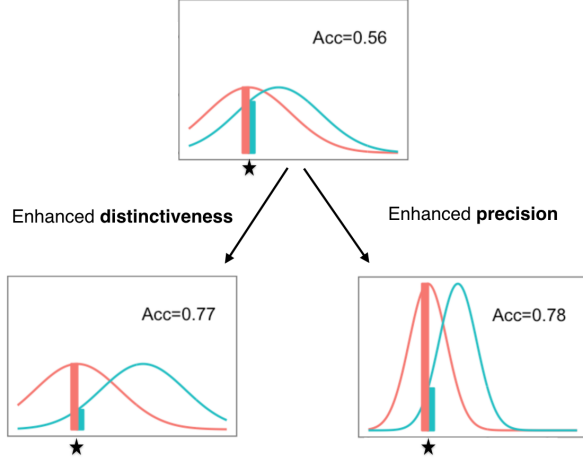 Acc=0.56
Enhanced distinctiveness
Enhanced precision
Acc=0.77
Acc=0.78